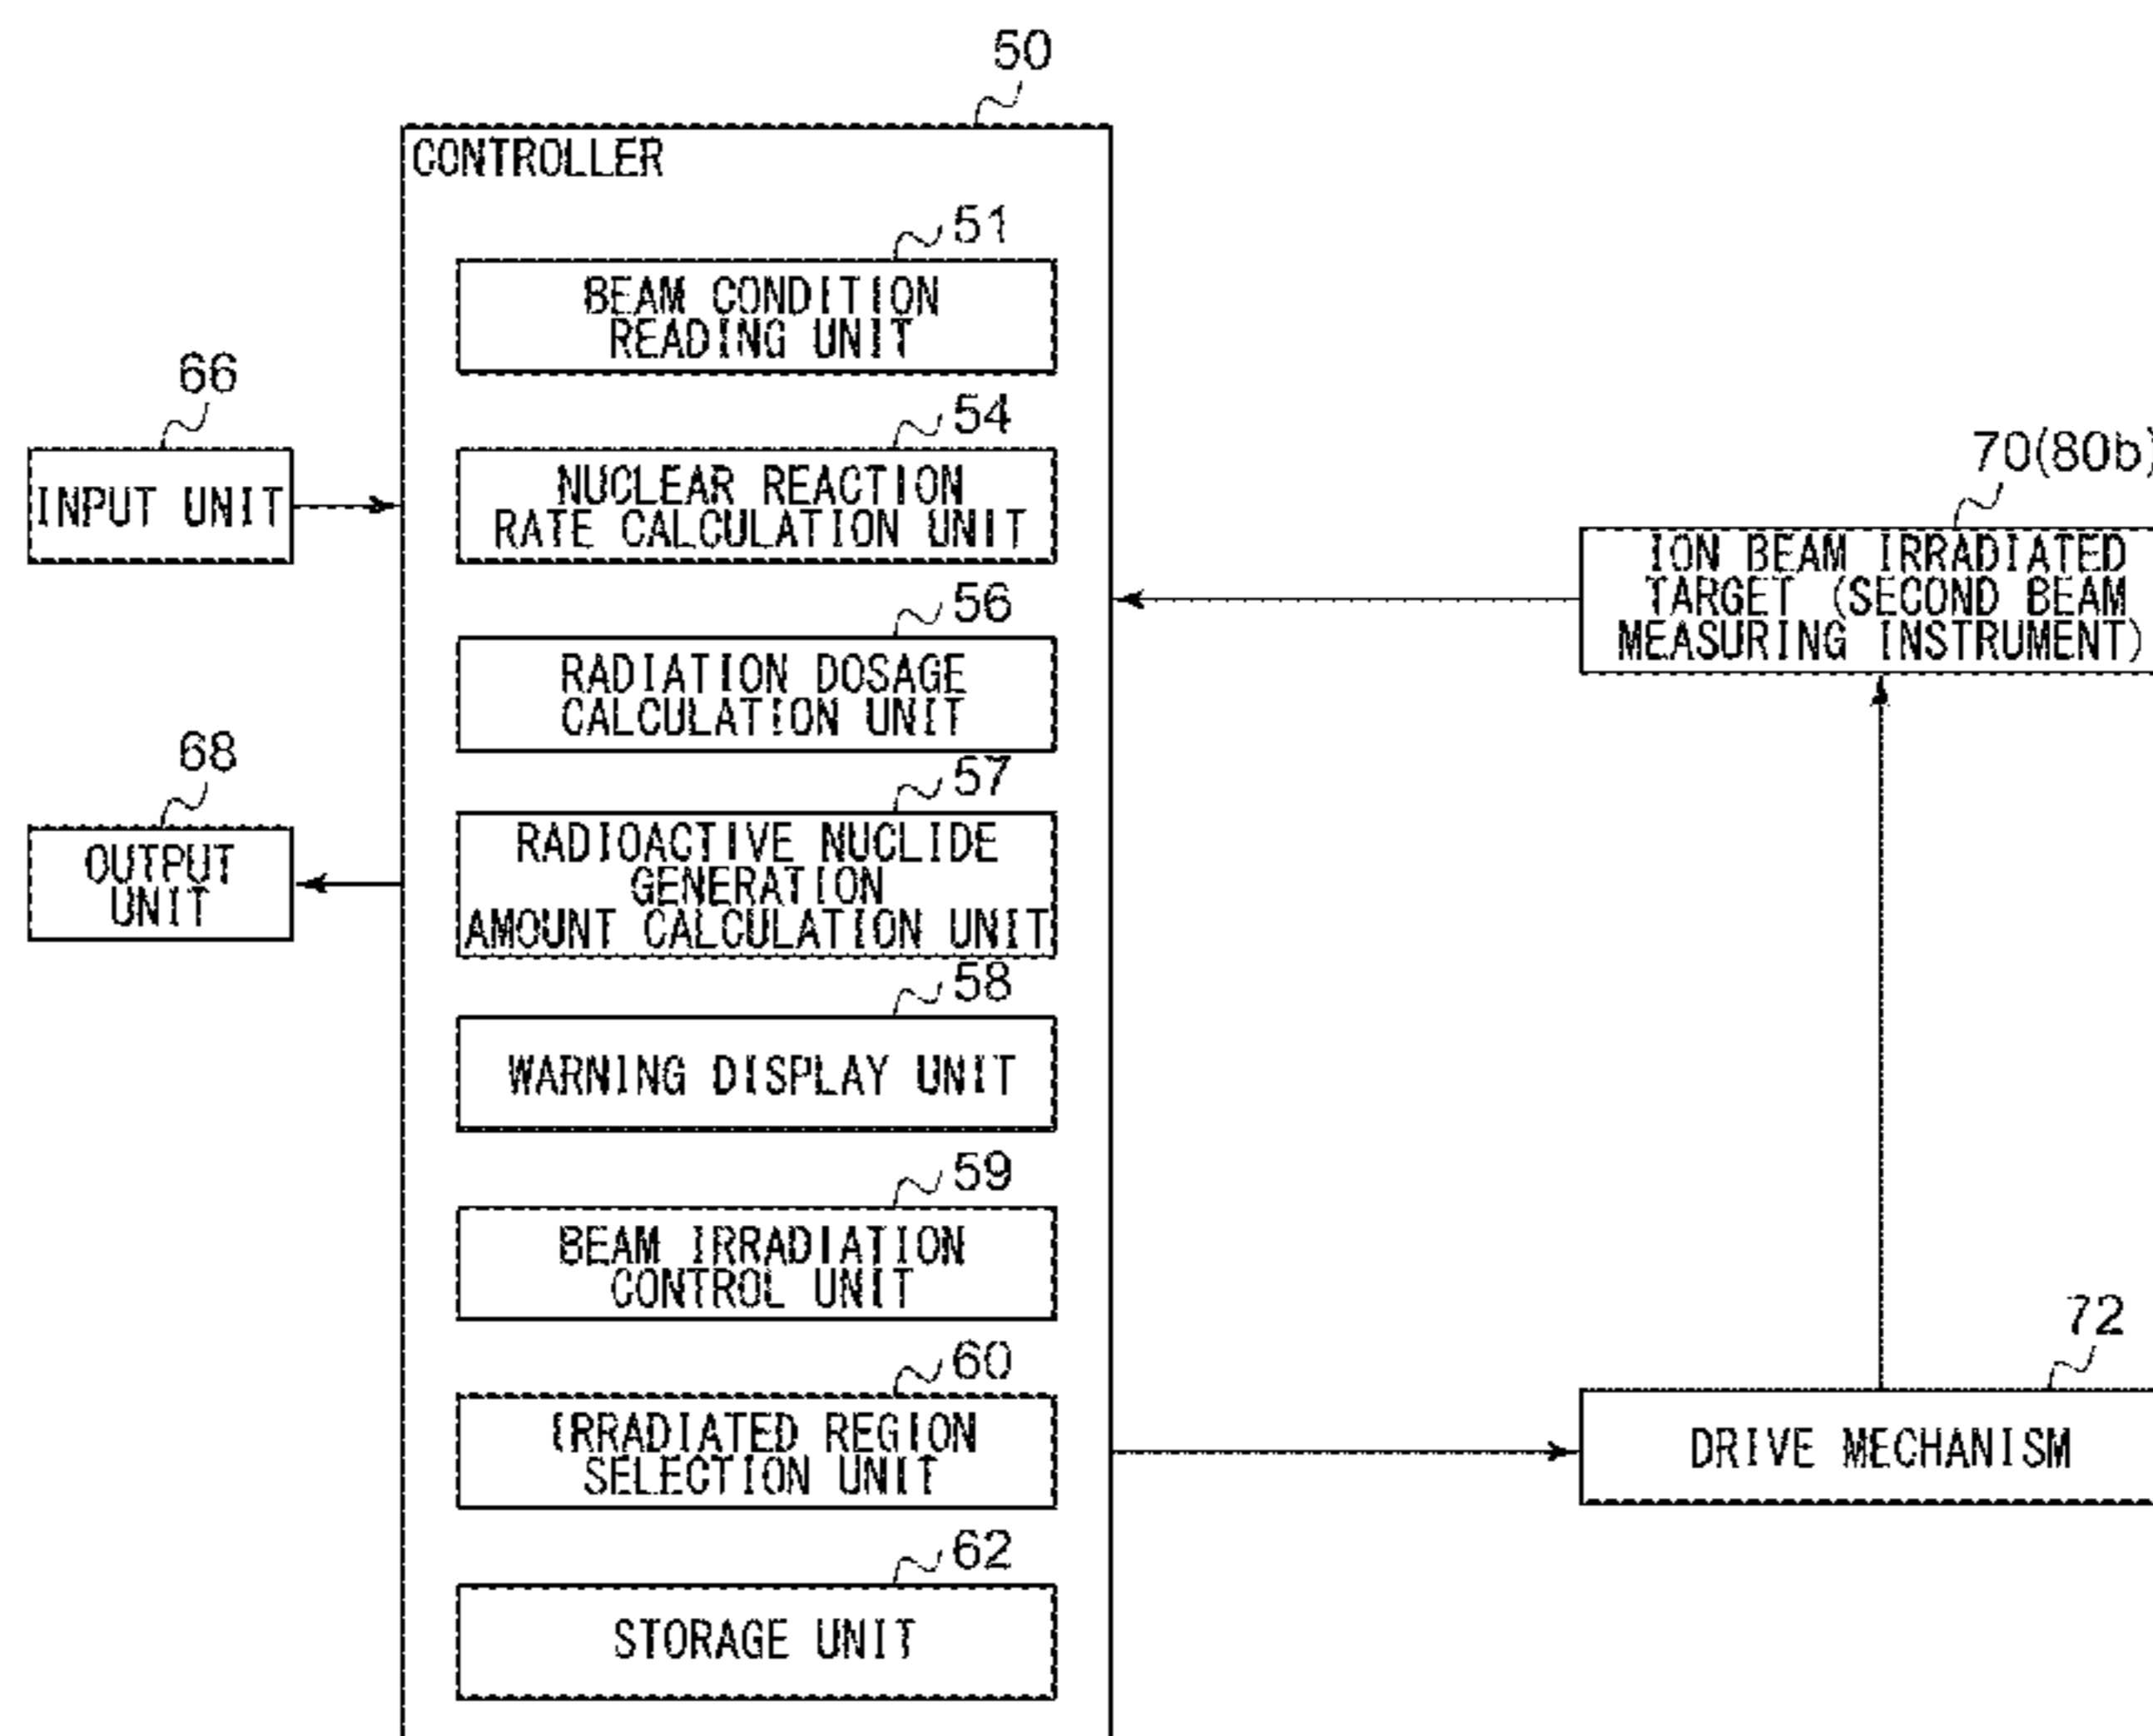 50
CONTROLLER
51
BEAM CONDITION
READING UNIT
66
INPUT UNIT
54
NUCLEAR REACTION
RATE CALCULATION UNIT
70(80b)
ION BEAM IRRADIATED
TARGET (SECOND BEAM
MEASURING INSTRUMENT)
56
RADIATION DOSAGE
CALCULATION UNIT
68
OUTPUT
UNIT
57
RADIOACTIVE NUCLIDE
GENERATION
AMOUNT CALCULATION UNIT
58
WARNING DISPLAY UNIT
59
BEAM IRRADIATION
CONTROL UNIT
60
IRRADIATED REGION
SELECTION UNIT
72
DRIVE MECHANISM
62
STORAGE UNIT